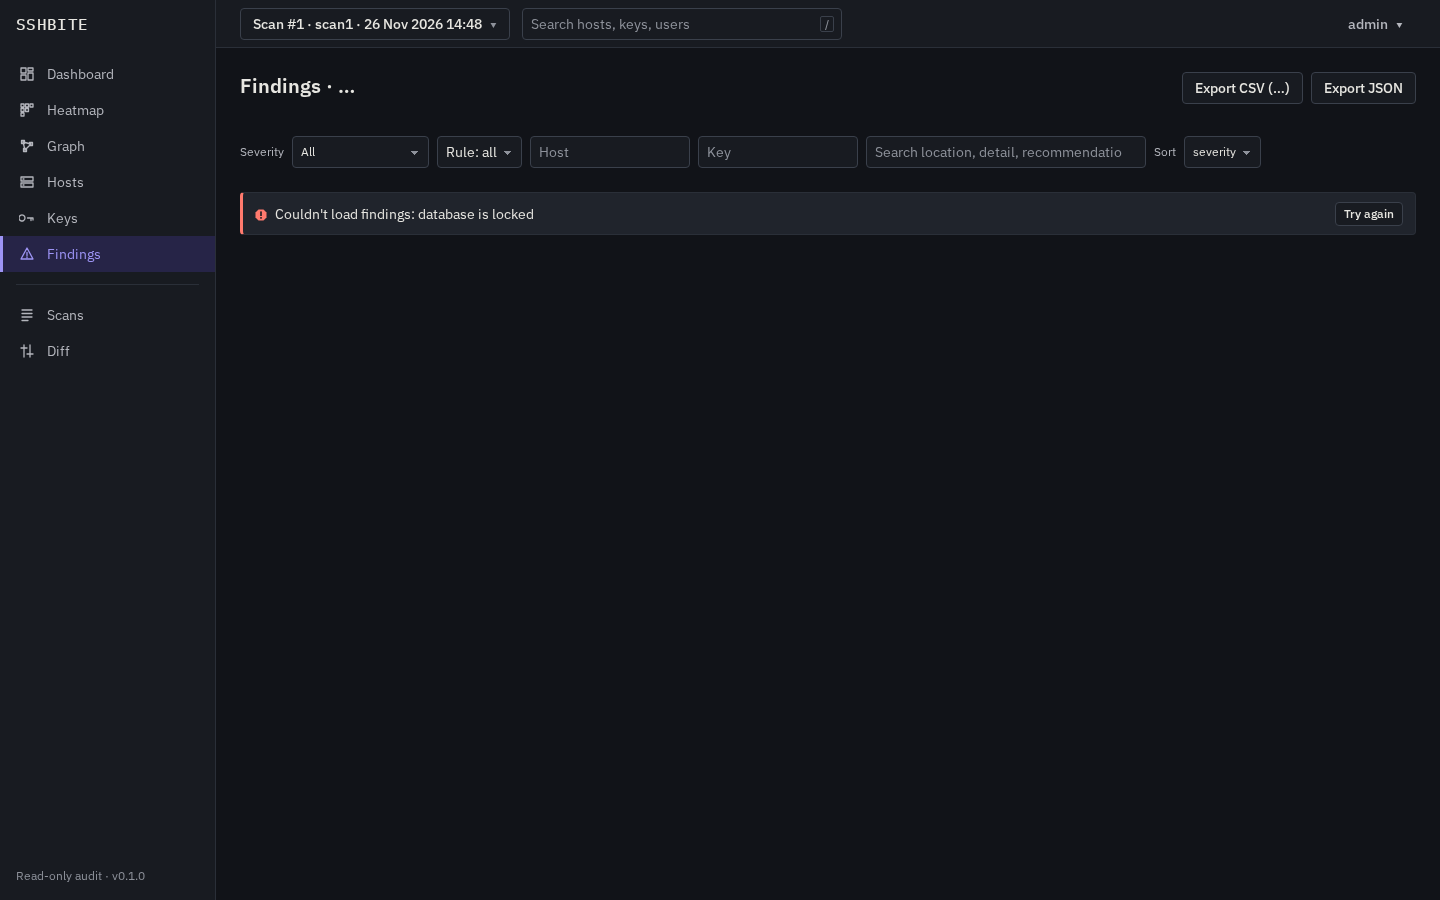 SSHBITE
Scan #1 · scan1 · 26 Nov 2026 14:48 ▾
Search hosts, keys, users /
admin ▾
Dashboard
Heatmap
Graph
Hosts
Keys
Findings
Scans
Diff
Read-only audit · v0.1.0
Findings · ...
Export CSV (...)
Export JSON
Severity All Rule: all Host Key Search location, detail, recommendatio Sort severity
Couldn't load findings: database is locked
Try again